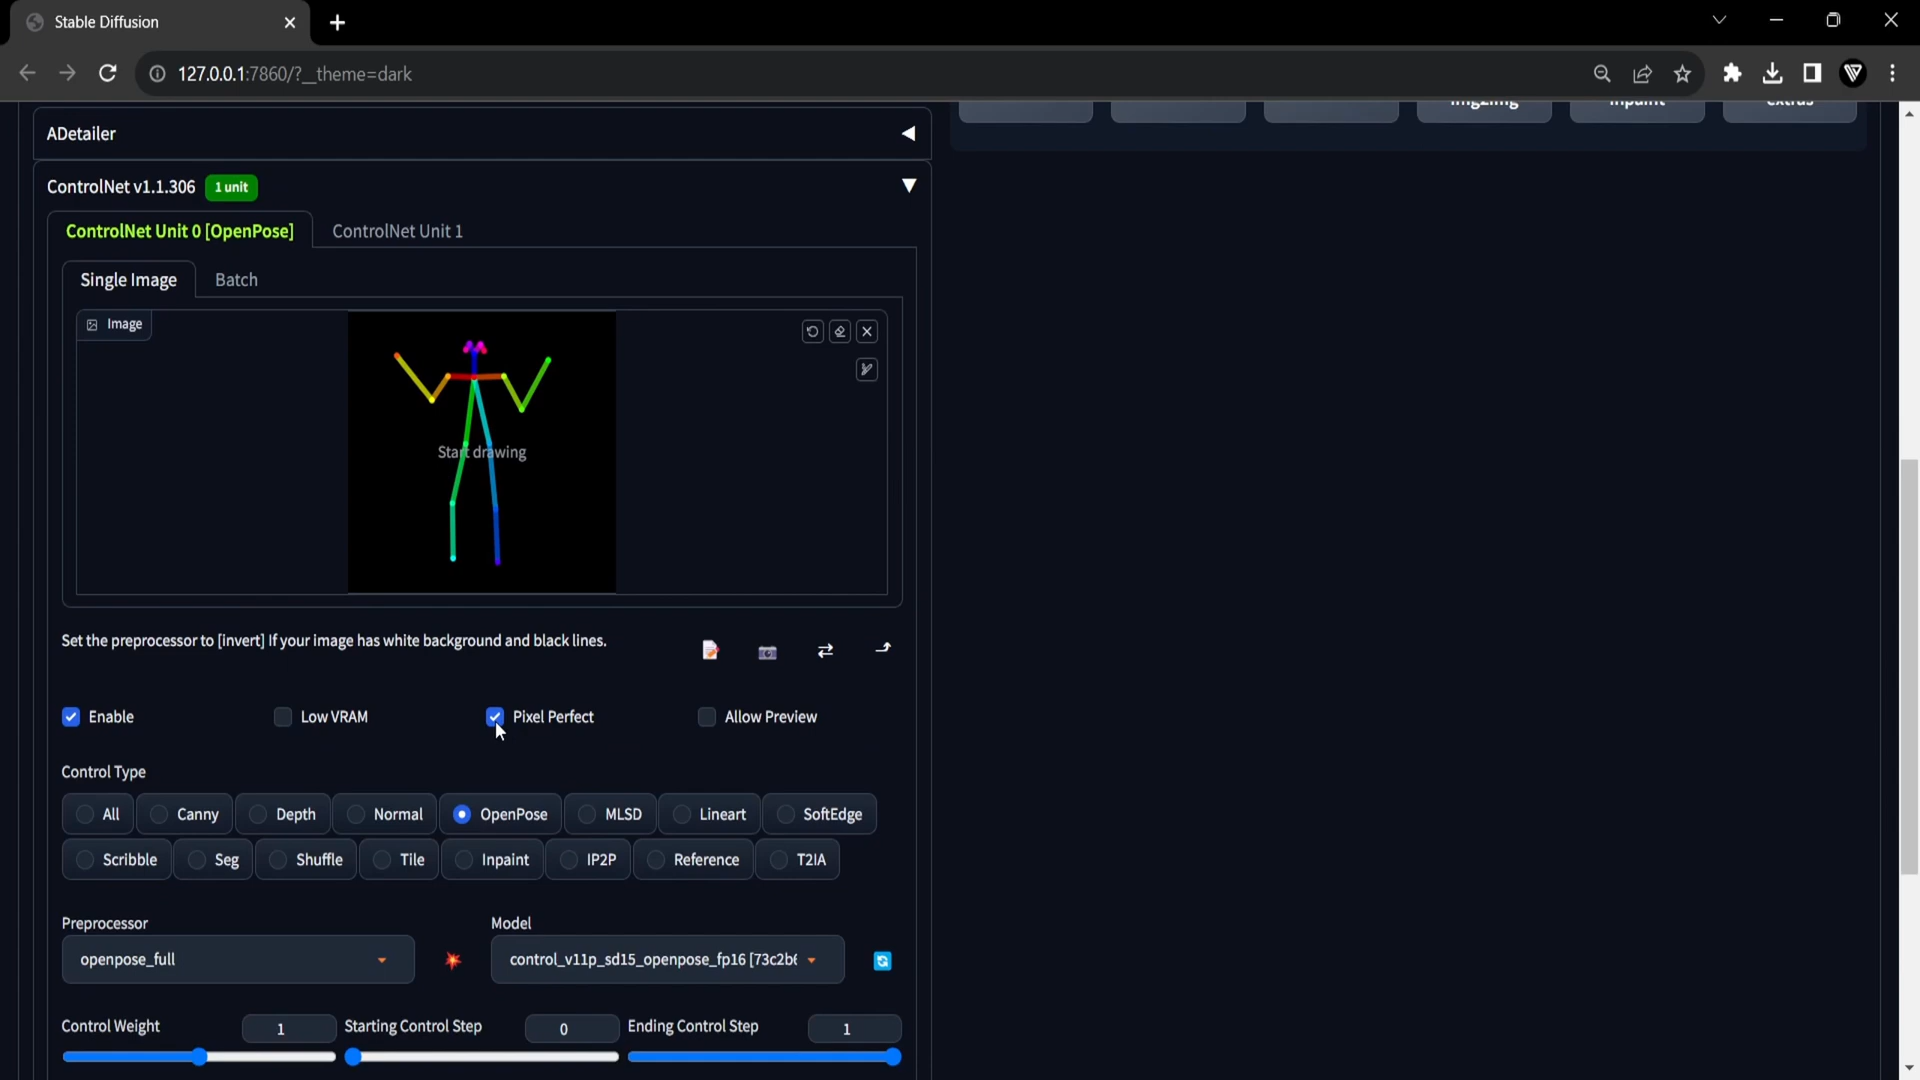 Stable Diffusion
127.0.0.1:7860/?__theme=dark
img2img inpaint extras
ADetailer
ControlNet v1.1.306 1 unit
ControlNet Unit 0 [OpenPose] ControlNet Unit 1
Single Image Batch
Image
Start drawing
Set the preprocessor to [invert] If your image has white background and black lines.
Enable Low VRAM Pixel Perfect Allow Preview
Control Type
All Canny Depth Normal OpenPose MLSD Lineart SoftEdge
Scribble Seg Shuffle Tile Inpaint IP2P Reference T2IA
Preprocessor Model
openpose_full control_v11p_sd15_openpose_fp16 [73c2b6
Control Weight 1 Starting Control Step 0 Ending Control Step 1